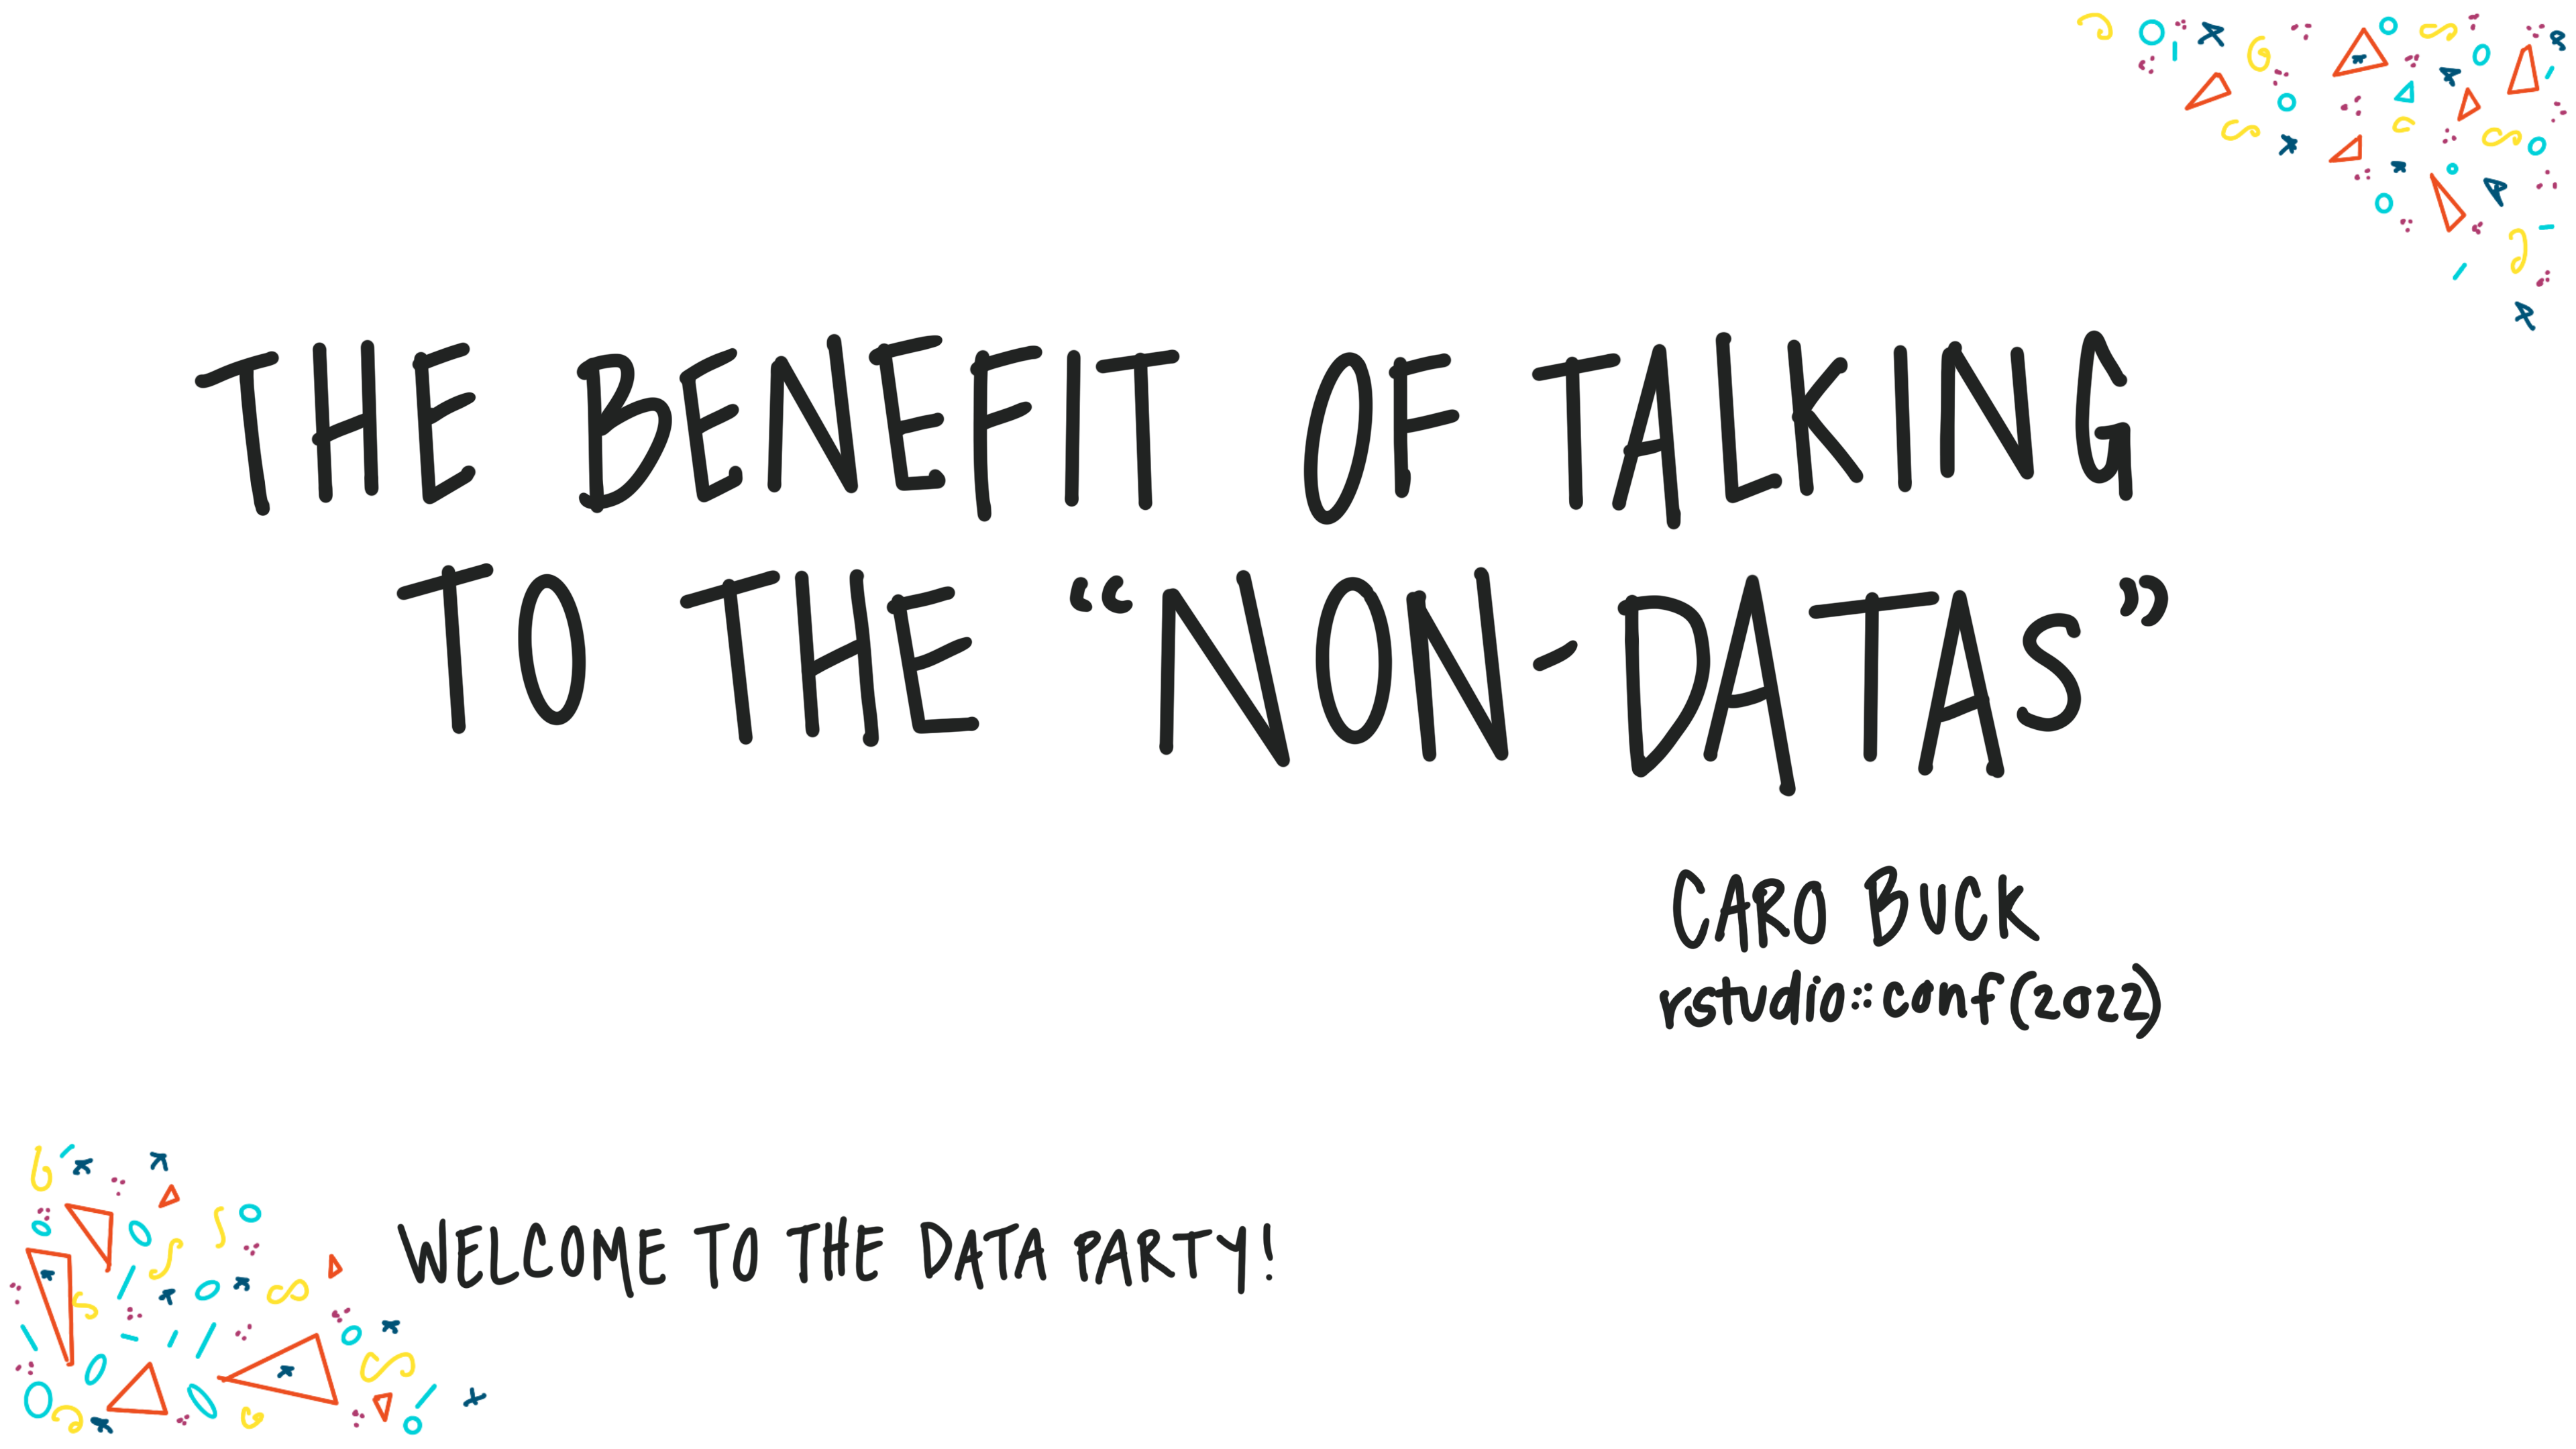 THE BENEFIT OF TALKING
TO THE “NON-DATAS”
CARO BUCK
rstudio::conf(2022)
WELCOME TO THE DATA PARTY!